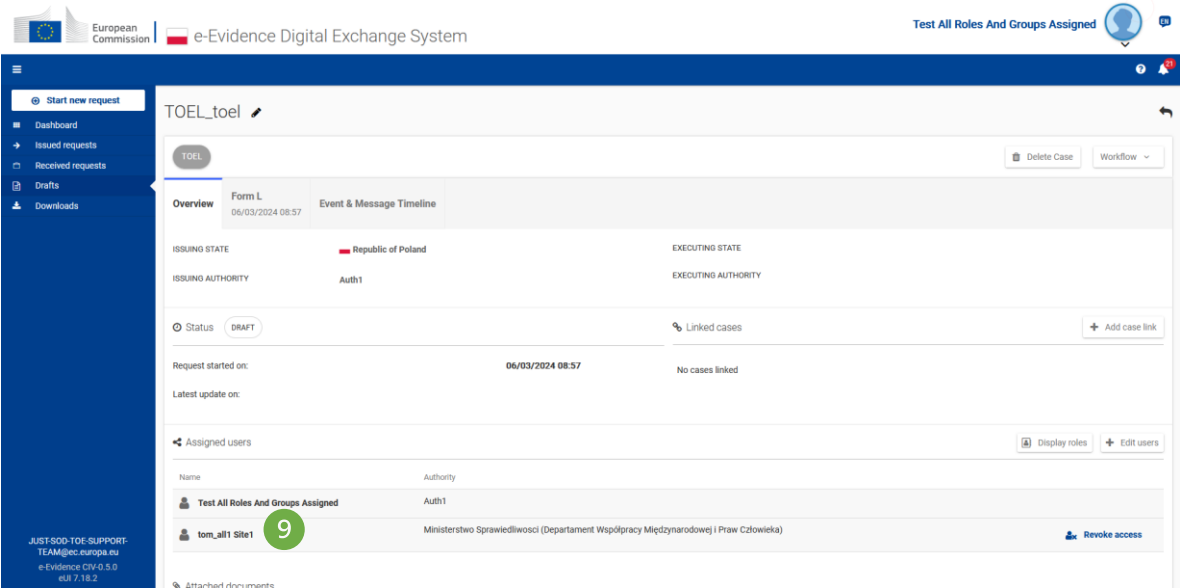 European
Commission
e-Evidence Digital Exchange System
Test All Roles And Groups Assigned
EN
21
Start new request
Dashboard
Issued requests
Received requests
Drafts
Downloads
TOEL_toel
TOEL
Delete Case
Workflow
Overview
Form L
06/03/2024 08:57
Event & Message Timeline
ISSUING STATE
Republic of Poland
EXECUTING STATE
ISSUING AUTHORITY
Auth1
EXECUTING AUTHORITY
Status
DRAFT
Linked cases
Add case link
Request started on:
06/03/2024 08:57
No cases linked
Latest update on:
Assigned users
Display roles
Edit users
Name
Authority
Test All Roles And Groups Assigned
Auth1
tom_all1 Site1
9
Ministerstwo Sprawiedliwosci (Departament Współpracy Międzynarodowej i Praw Człowieka)
Revoke access
JUST-SOD-TOE-SUPPORT-
TEAM@ec.europa.eu
e-Evidence CIV-0.5.0
eUI 7.18.2
Attached documents